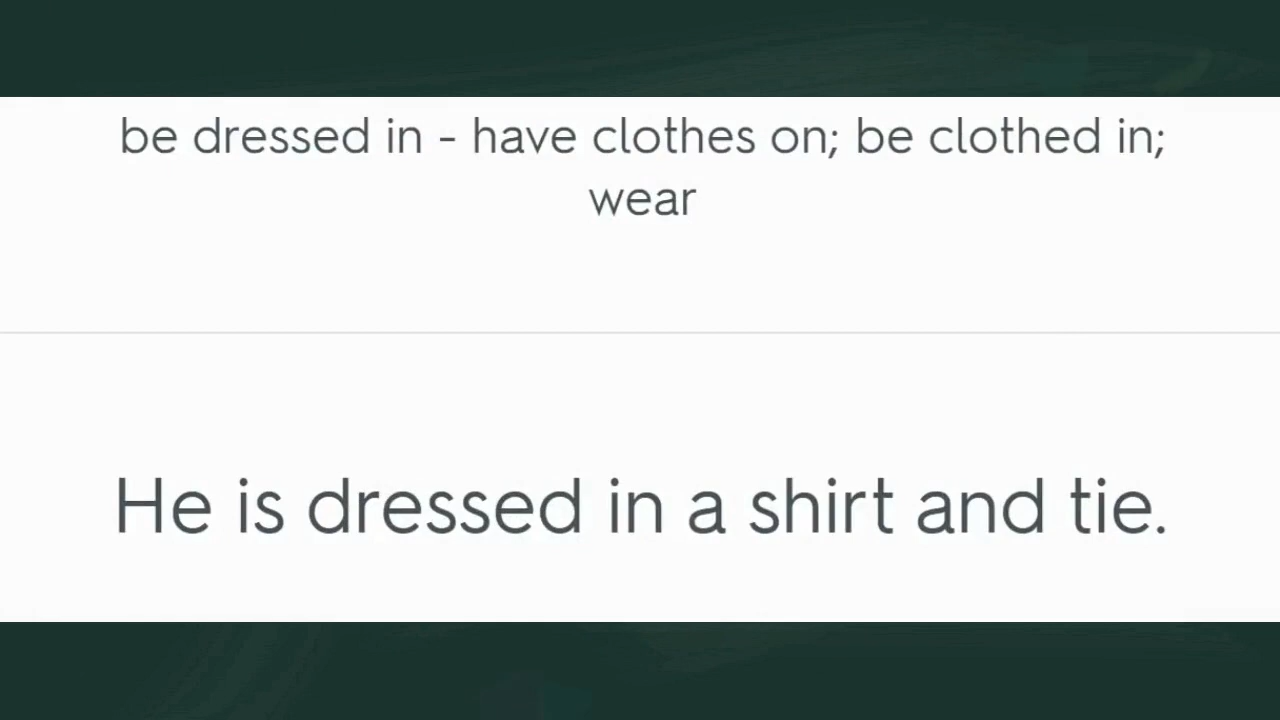 be dressed in - have clothes on; be clothed in;
wear
He is dressed in a shirt and tie.